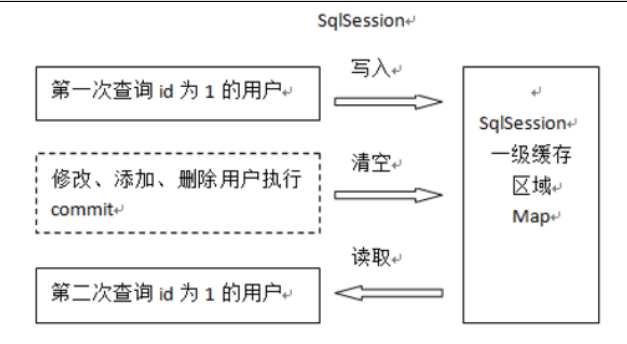 SqlSession
第一次查询 id 为 1 的用户
写入
修改、添加、删除用户执行
commit
清空
第二次查询 id 为 1 的用户
读取
SqlSession
一级缓存
区域
Map